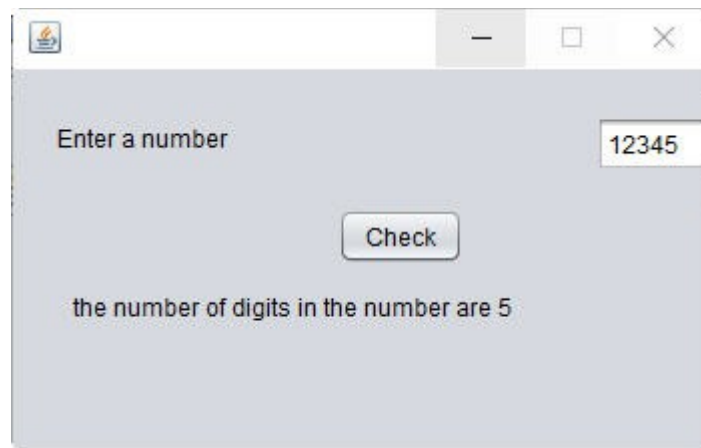 Enter a number
12345
Check
the number of digits in the number are 5